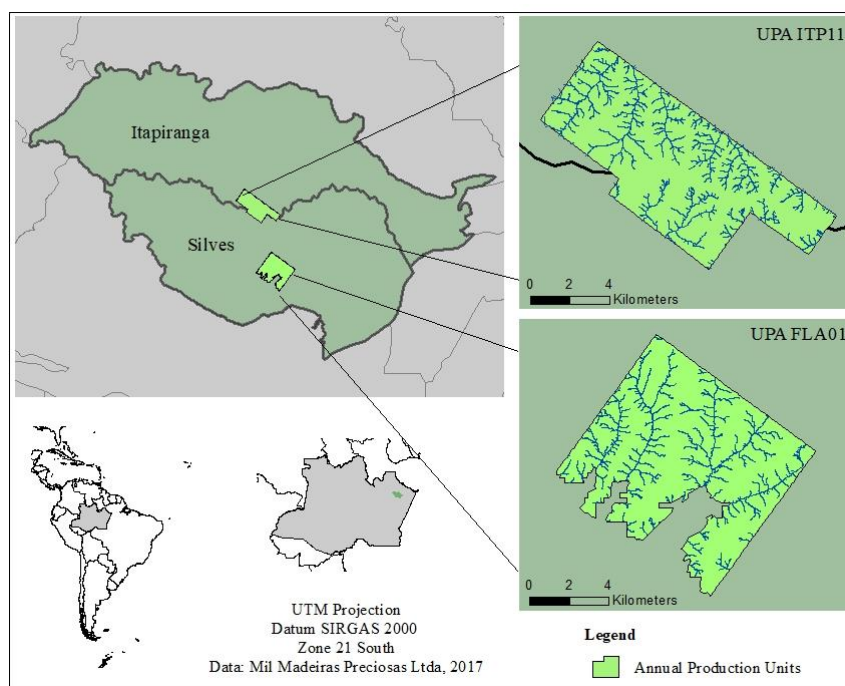 Itapiranga
Silves
UPA ITP11
0 2 4
Kilometers
UPA FLA01
0 2 4
Kilometers
UTM Projection
Datum SIRGAS 2000
Zone 21 South
Data: Mil Madeiras Preciosas Ltda, 2017
Legend
Annual Production Units